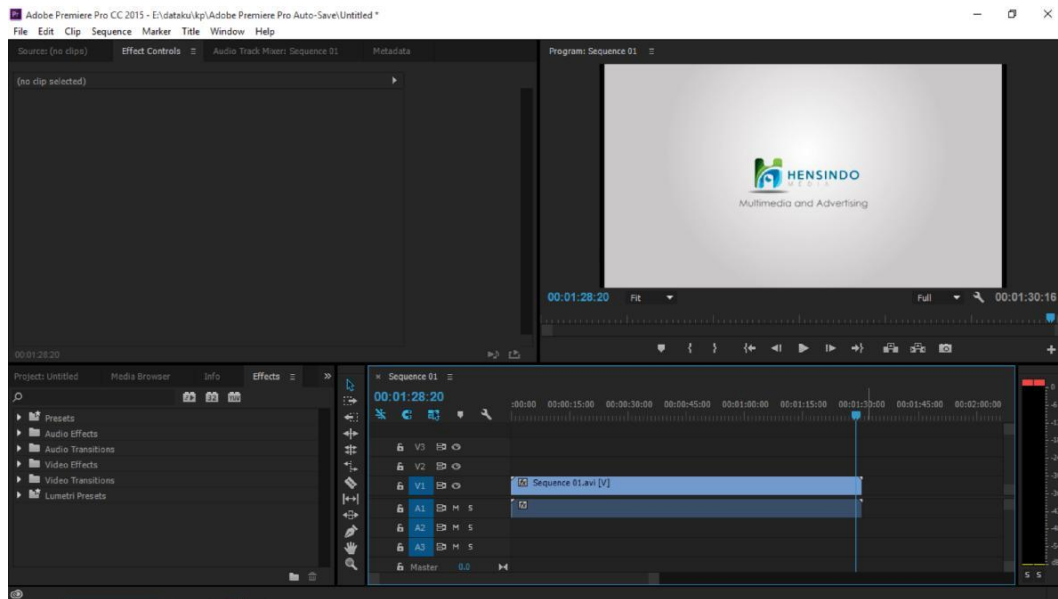 Adobe Premiere Pro CC 2015 - E:\dataku\kp\Adobe Premiere Pro Auto-Save\Untitled *
File Edit Clip Sequence Marker Title Window Help
Source: (no clips) Effect Controls Audio Track Mixer: Sequence 01 Metadata
(no clip selected)
00:01:28:20
Program: Sequence 01
HENSINDO
MEDIA
Multimedia and Advertising
00:01:28:20 Fit Full 00:01:30:16
Project: Untitled Media Browser Info Effects
Presets
Audio Effects
Audio Transitions
Video Effects
Video Transitions
Lumetri Presets
Sequence 01
00:01:28:20
:00:00 00:00:15:00 00:00:30:00 00:00:45:00 00:01:00:00 00:01:15:00 00:01:30:00 00:01:45:00 00:02:00:00
V3
V2
V1 Sequence 01.avi [V]
A1 M S
A2 M S
A3 M S
Master 0.0
S S